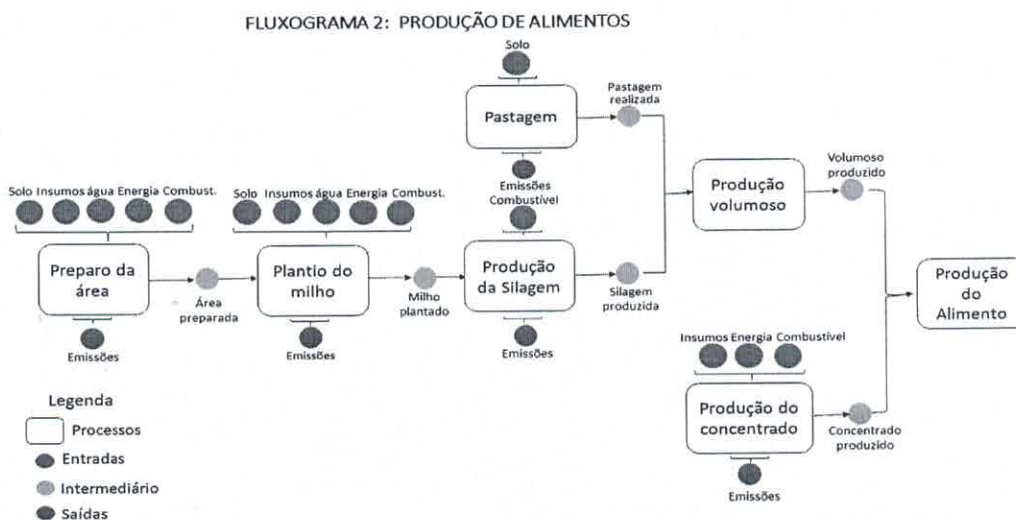 FLUXOGRAMA 2: PRODUÇÃO DE ALIMENTOS
Solo
Pastagem
Pastagem
realizada
Emissões
Combustível
Solo Insumos água Energia Combust.
Solo Insumos água Energia Combust.
Preparo da
área
Área
preparada
Emissões
Plantio do
milho
Milho
plantado
Emissões
Produção
da Silagem
Silagem
produzida
Emissões
Produção
volumoso
Volumoso
produzido
Produção
do
Alimento
Insumos Energia Combustível
Produção do
concentrado
Concentrado
produzido
Emissões
Legenda
Processos
Entradas
Intermediário
Saídas